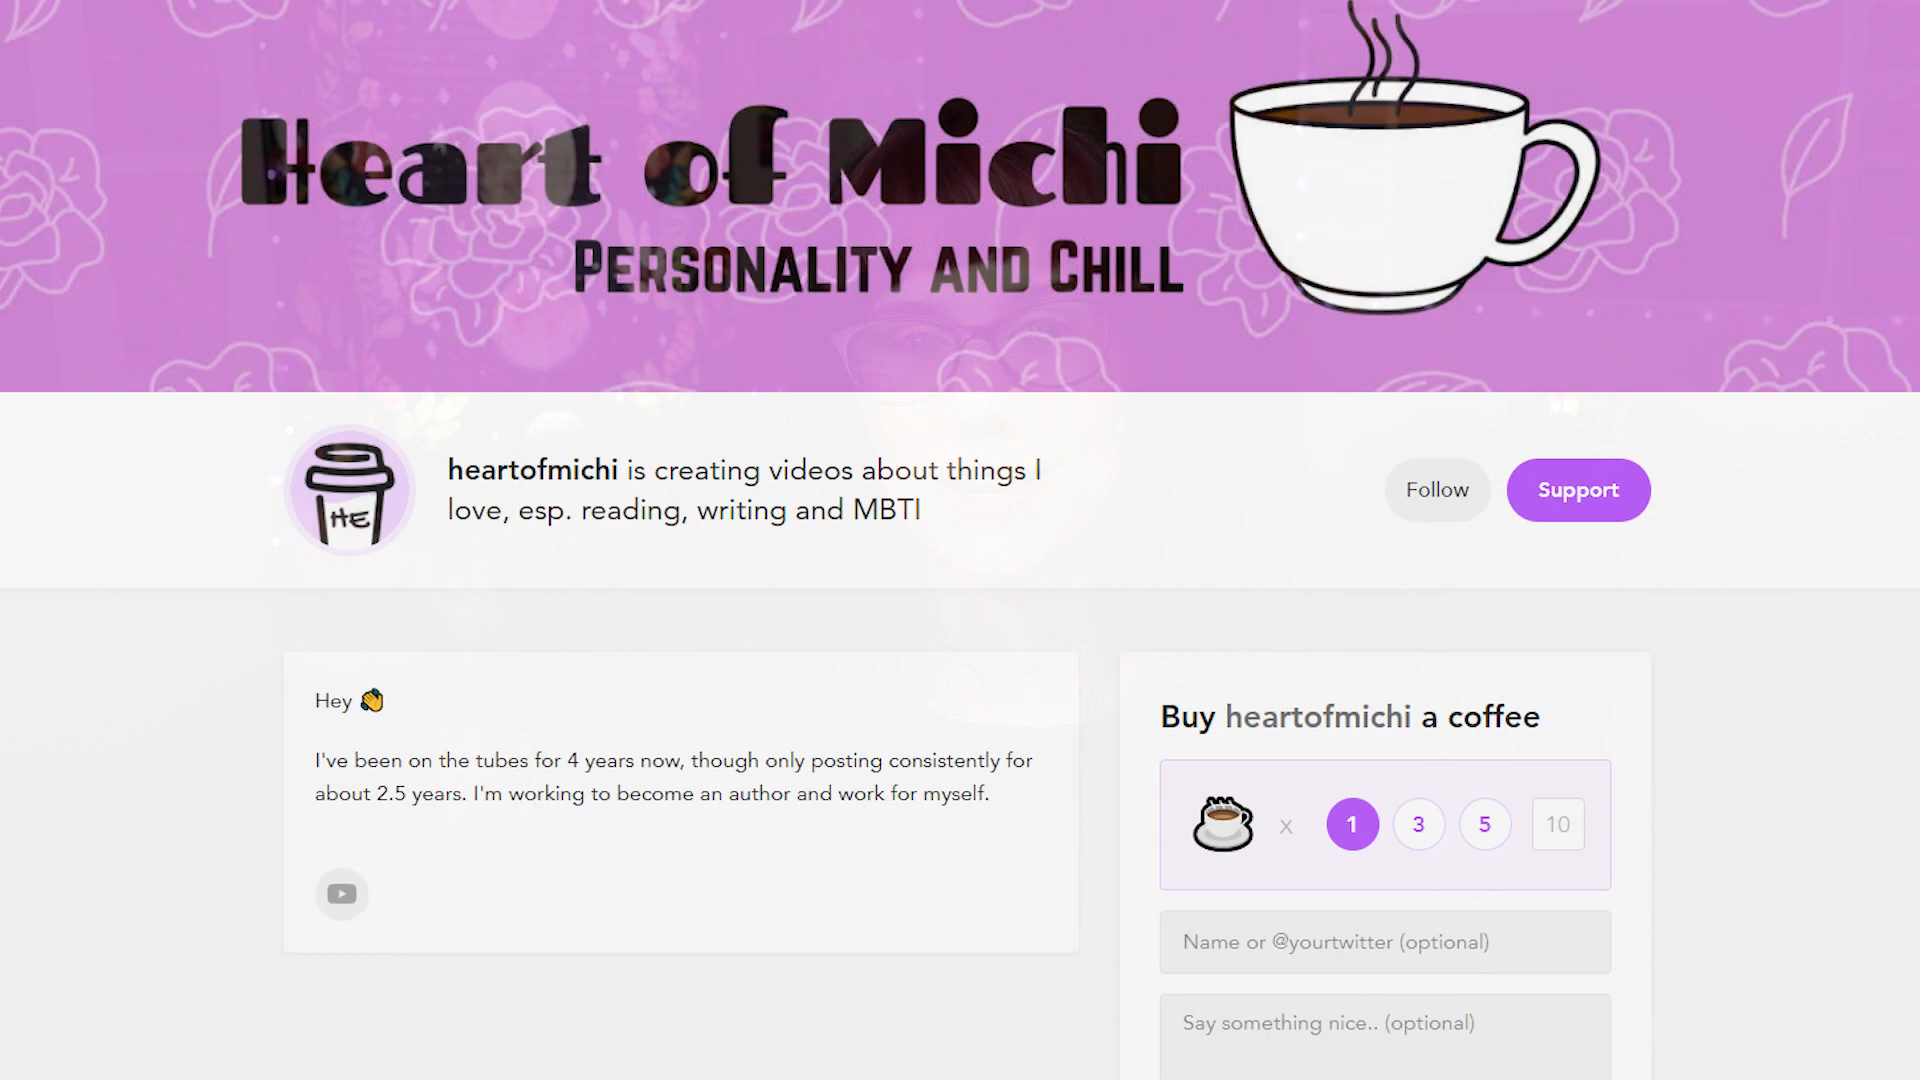 Heart of Michi
Personality and Chill
heartofmichi is creating videos about things I
love, esp. reading, writing and MBTI
Follow
Support
HE
Hey 👋
I've been on the tubes for 4 years now, though only posting consistently for
about 2.5 years. I'm working to become an author and work for myself.
Buy heartofmichi a coffee
x 1 3 5 10
Name or @yourtwitter (optional)
Say something nice.. (optional)